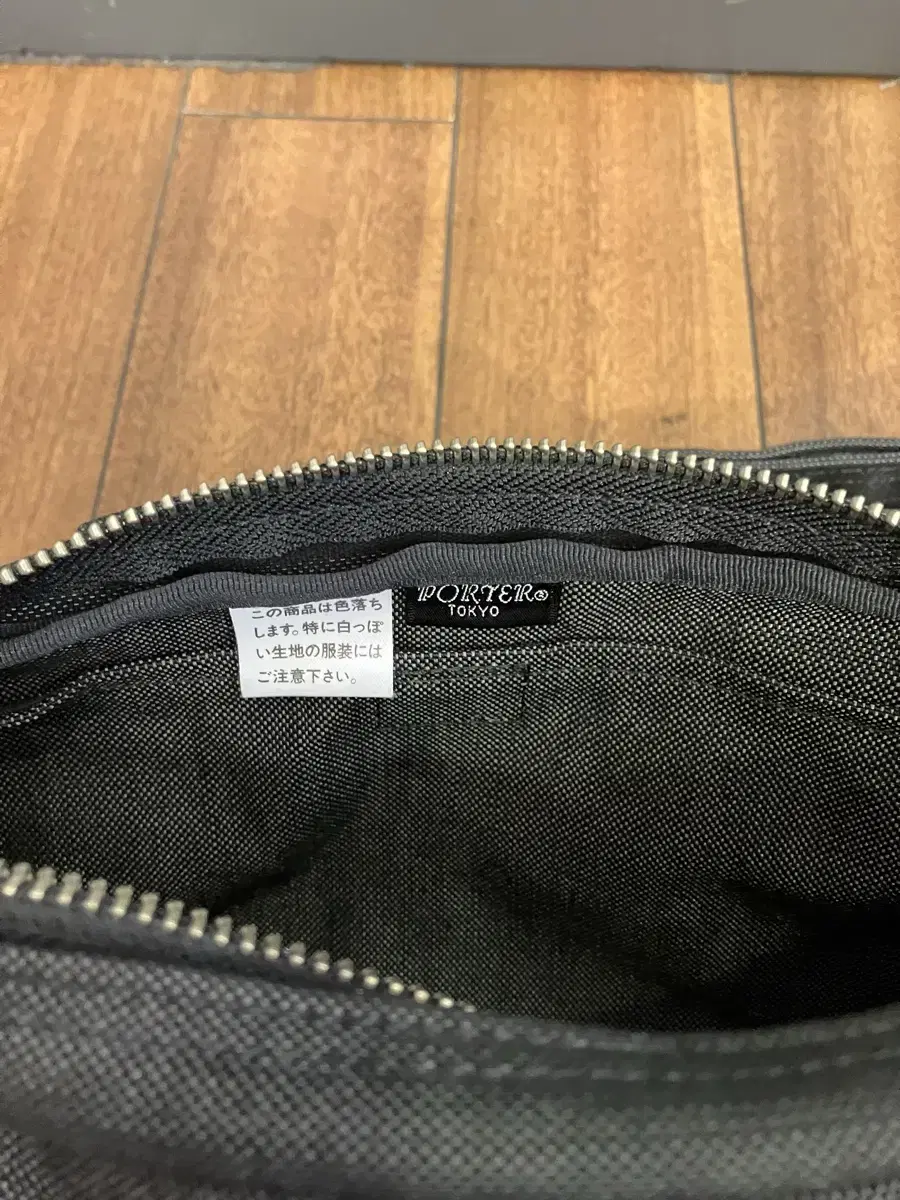 この商品は色落ち
します。特に白っぽ
い生地の服装には
ご注意下さい。
PORTER®
TOKYO